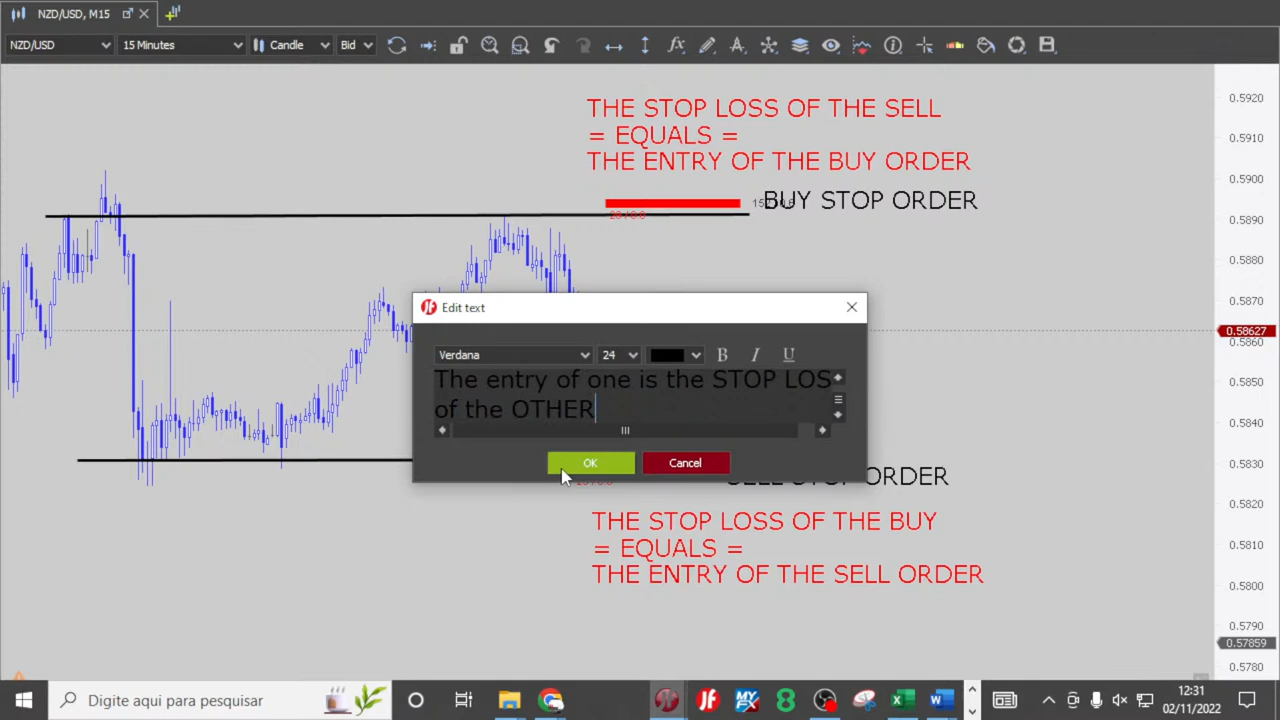 NZD/USD, M15
NZD/USD
15 Minutes
Candle
Bid
THE STOP LOSS OF THE SELL
= EQUALS =
THE ENTRY OF THE BUY ORDER
BUY STOP ORDER
Edit text
Verdana
24
B I U
The entry of one is the STOP LOS
of the OTHER
OK
Cancel
ORDER
THE STOP LOSS OF THE BUY
= EQUALS =
THE ENTRY OF THE SELL ORDER
0.5920
0.5910
0.5900
0.5890
0.5880
0.5870
0.58627
0.5860
0.5850
0.5840
0.5830
0.5820
0.5810
0.5800
0.5790
0.57859
0.5780
Digite aqui para pesquisar
12:31
02/11/2022